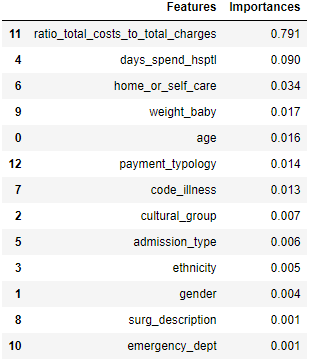 Features Importances
11 ratio_total_costs_to_total_charges 0.791
4 days_spend_hsptl 0.090
6 home_or_self_care 0.034
9 weight_baby 0.017
0 age 0.016
12 payment_typology 0.014
7 code_illness 0.013
2 cultural_group 0.007
5 admission_type 0.006
3 ethnicity 0.005
1 gender 0.004
8 surg_description 0.001
10 emergency_dept 0.001